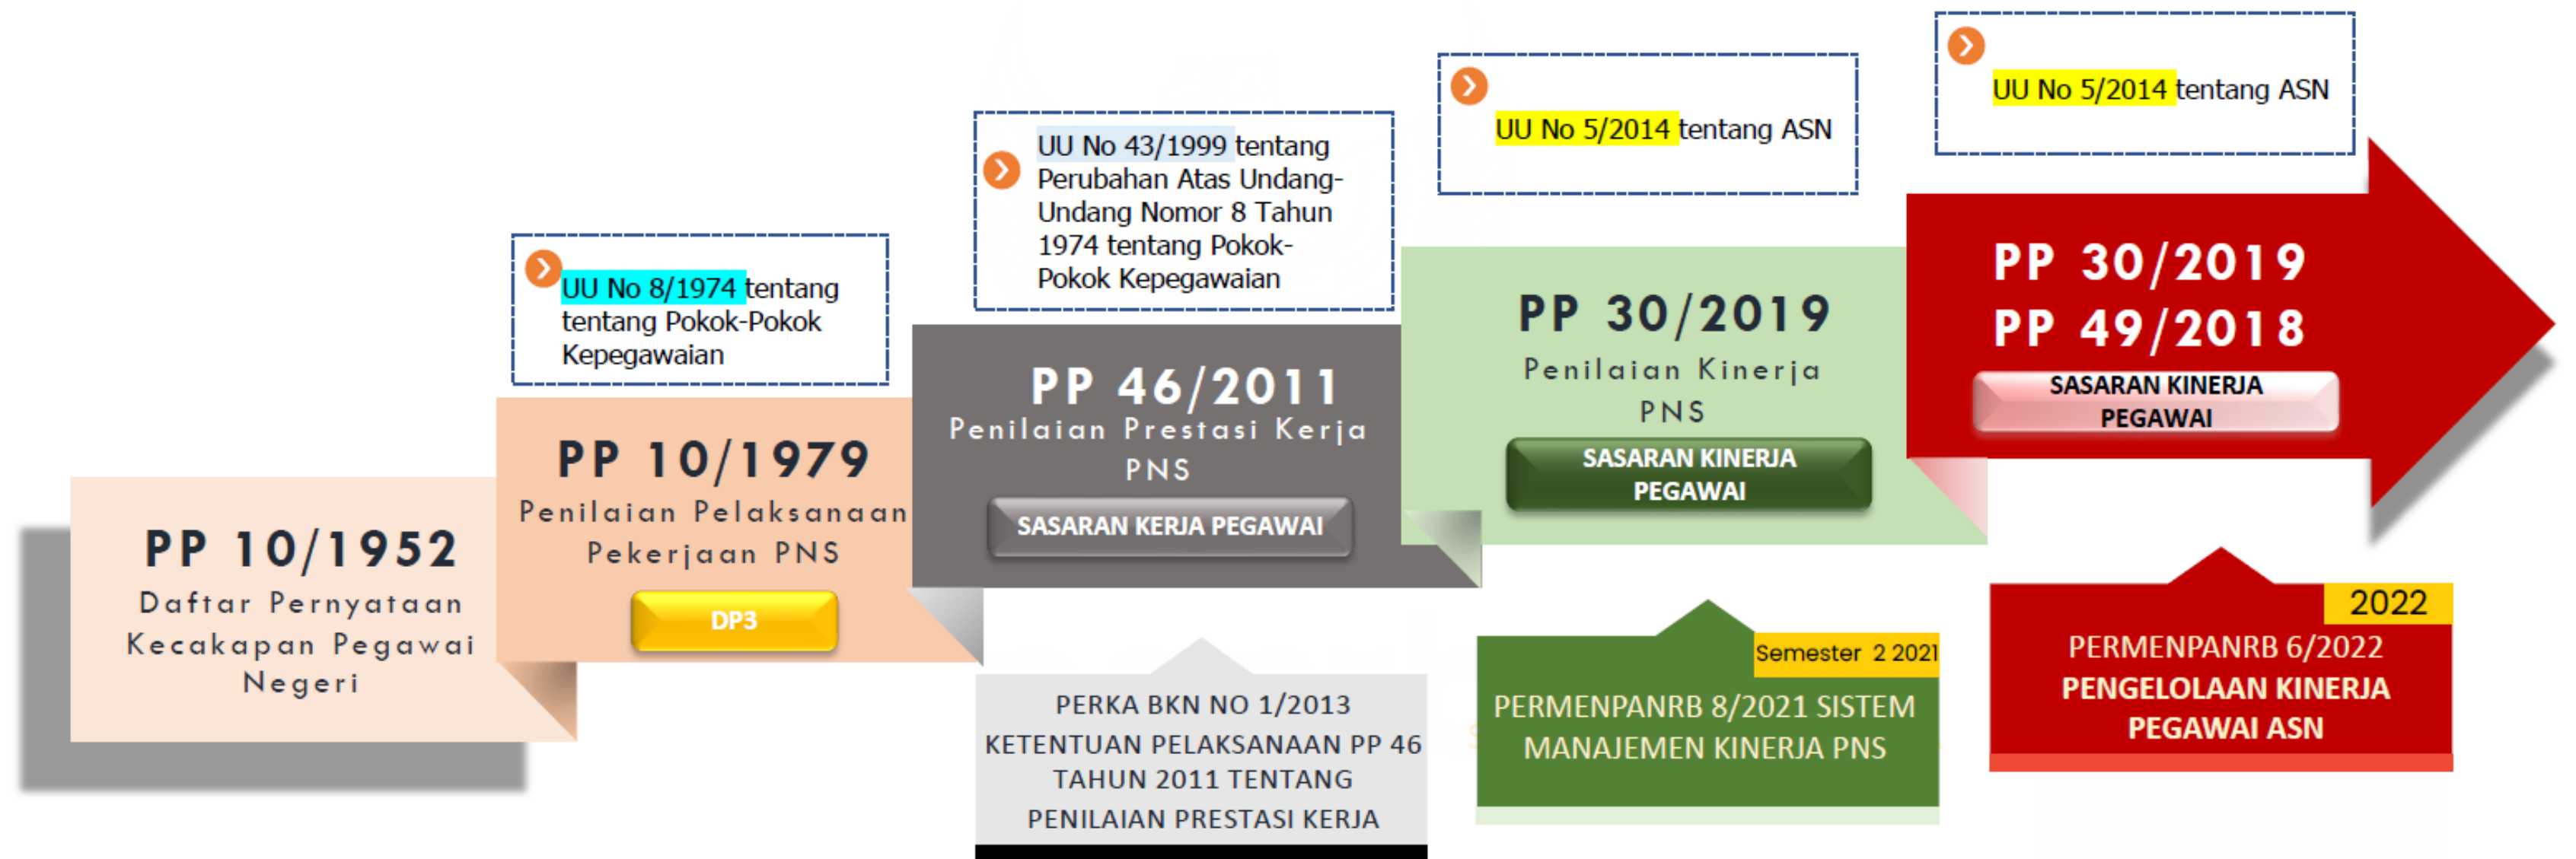 PP 10/1952
Daftar Pernyataan
Kecakapan Pegawai
Negeri
UU No 8/1974 tentang
tentang Pokok-Pokok
Kepegawaian
PP 10/1979
Penilaian Pelaksanaan
Pekerjaan PNS
DP3
UU No 43/1999 tentang
Perubahan Atas Undang-
Undang Nomor 8 Tahun
1974 tentang Pokok-
Pokok Kepegawaian
PP 46/2011
Penilaian Prestasi Kerja
PNS
SASARAN KERJA PEGAWAI
PERKA BKN NO 1/2013
KETENTUAN PELAKSANAAN PP 46
TAHUN 2011 TENTANG
PENILAIAN PRESTASI KERJA
UU No 5/2014 tentang ASN
PP 30/2019
Penilaian Kinerja
PNS
SASARAN KINERJA
PEGAWAI
Semester 2 2021
PERMENPANRB 8/2021 SISTEM
MANAJEMEN KINERJA PNS
UU No 5/2014 tentang ASN
PP 30/2019
PP 49/2018
SASARAN KINERJA
PEGAWAI
2022
PERMENPANRB 6/2022
PENGELOLAAN KINERJA
PEGAWAI ASN